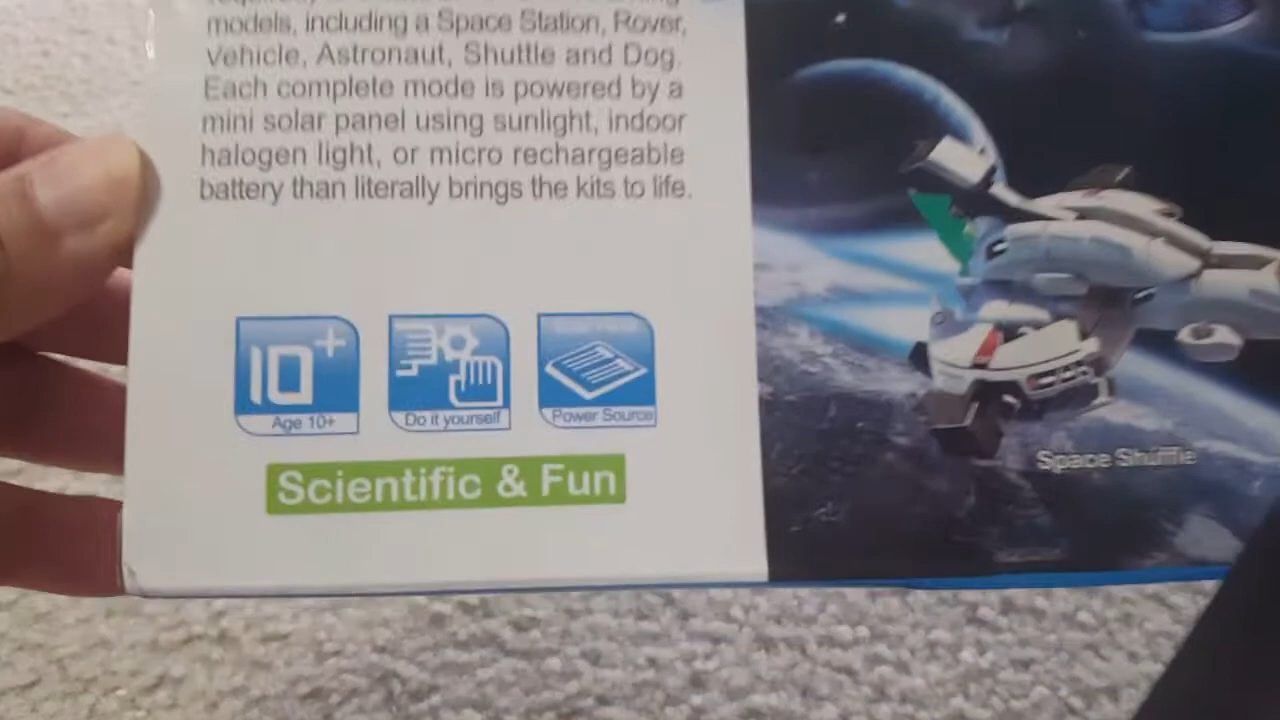 models, including a Space Station, Rover,
Vehicle, Astronaut, Shuttle and Dog.
Each complete mode is powered by a
mini solar panel using sunlight, indoor
halogen light, or micro rechargeable
battery than literally brings the kits to life.
10+
Age 10+
Do it yourself
Power Source
Scientific & Fun
Space Shuttle